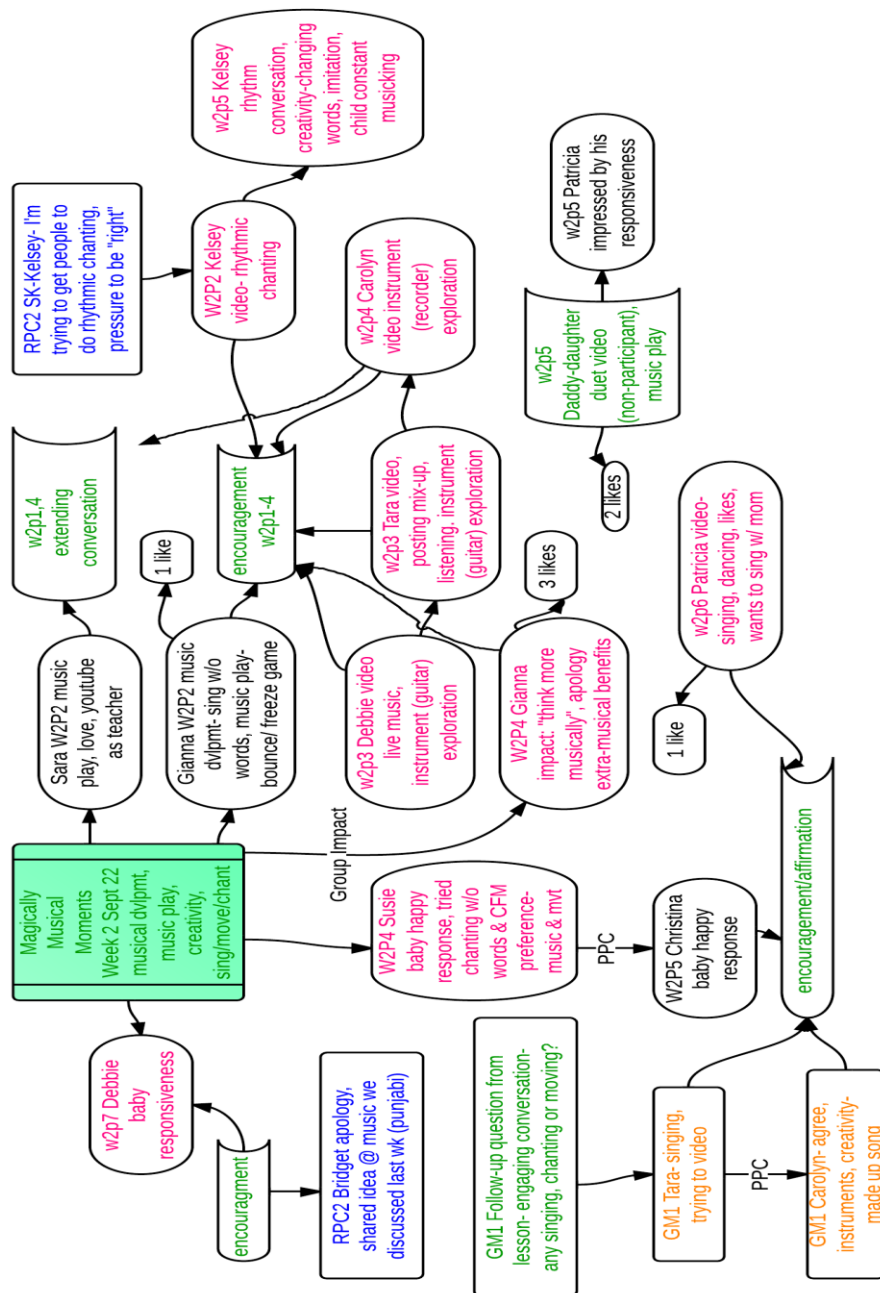 RPC2 SK-Kelsey- I'm
trying to get people to
do rhythmic chanting,
pressure to be "right"
w2p5 Kelsey
rhythm
conversation,
creativity-changing
words, imitation,
child constant
musicking
W2P2 Kelsey
video- rhythmic
chanting
w2p1,4
extending
conversation
w2p4 Carolyn
video instrument
(recorder)
exploration
w2p5 Patricia
impressed by his
responsiveness
w2p5
Daddy-daughter
duet video
(non-participant),
music play
2 likes
Sara W2P2 music
play, love, youtube
as teacher
1 like
encouragement
w2p1-4
Gianna W2P2 music
dvlpmt- sing w/o
words, music play-
bounce/ freeze game
w2p3 Tara video,
posting mix-up,
listening. instrument
(guitar) exploration
w2p3 Debbie video
live music,
instrument (guitar)
exploration
3 likes
W2P4 Gianna
impact: "think more
musically", apology
extra-musical benefits
w2p6 Patricia video-
singing, dancing, likes,
wants to sing w/ mom
1 like
Magically
Musical
Moments
Week 2 Sept 22
musical dvlpmt,
music play,
creativity,
sing/move/chant
Group Impact
W2P4 Susie
baby happy
response, tried
chanting w/o
words & CFM
preference-
music & mvt
PPC
W2P5 Christina
baby happy
response
encouragement/affirmation
w2p7 Debbie
baby
responsiveness
encouragment
RPC2 Bridget apology,
shared idea @ music we
discussed last wk (punjabi)
GM1 Follow-up question from
lesson- engaging conversation-
any singing, chanting or moving?
GM1 Tara- singing,
trying to video
PPC
GM1 Carolyn- agree,
instruments, creativity-
made up song